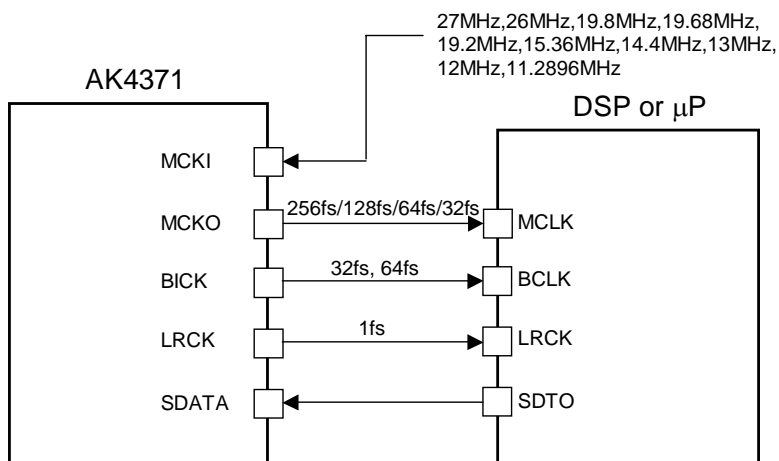 27MHz,26MHz,19.8MHz,19.68MHz,
19.2MHz,15.36MHz,14.4MHz,13MHz,
12MHz,11.2896MHz
AK4371
DSP or μP
MCKI
MCKO
256fs/128fs/64fs/32fs
MCLK
BICK
32fs, 64fs
BCLK
LRCK
1fs
LRCK
SDATA
SDTO